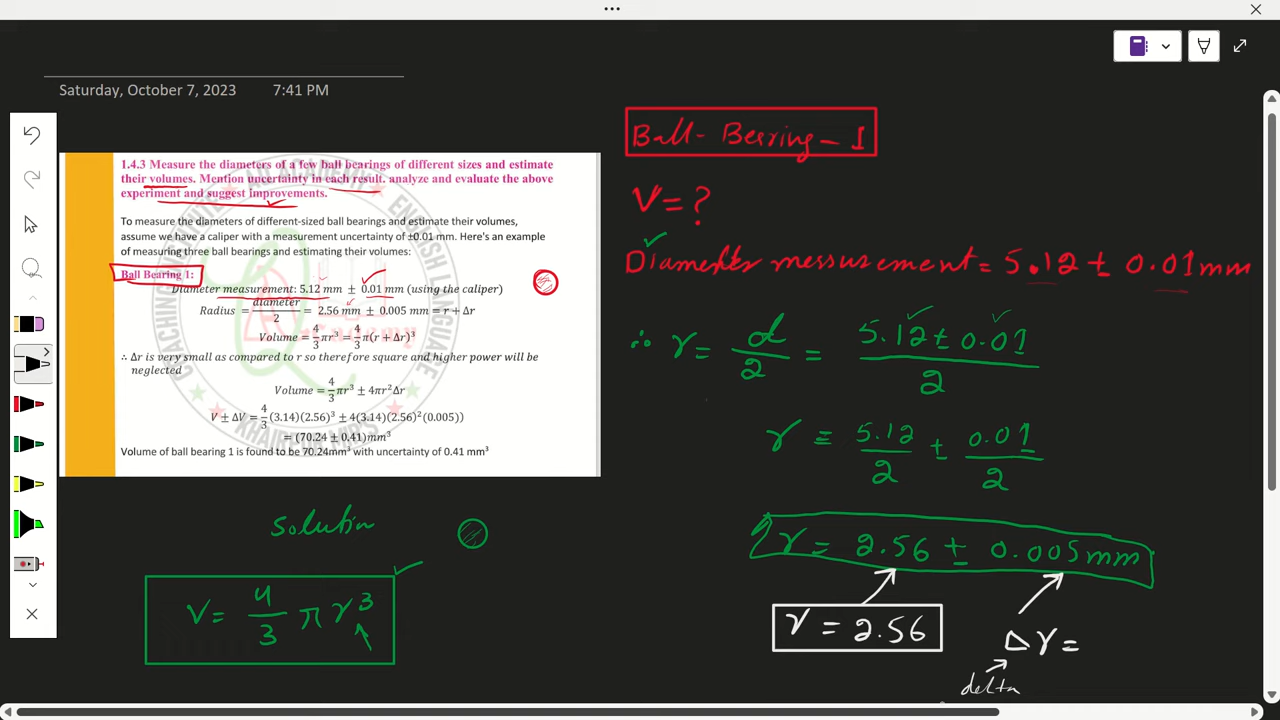 Saturday, October 7, 2023 7:41 PM
1.4.3 Measure the diameters of a few ball bearings of different sizes and estimate
their volumes. Mention uncertainty in each result. analyze and evaluate the above
experiment and suggest improvements.
To measure the diameters of different-sized ball bearings and estimate their volumes,
assume we have a caliper with a measurement uncertainty of ±0.01 mm. Here's an example
of measuring three ball bearings and estimating their volumes:
Ball Bearing 1:
Diameter measurement: 5.12 mm ± 0.01 mm (using the caliper)
Radius = diameter/2 = 2.56 mm ± 0.005 mm = r + Δr
Volume = 4/3 πr³ = 4/3 π(r + Δr)³
∴ Δr is very small as compared to r so therefore square and higher power will be
neglected
Volume = 4/3 πr³ ± 4πr²Δr
V ± ΔV = 4/3 (3.14)(2.56)³ ± 4(3.14)(2.56)²(0.005))
= (70.24 ± 0.41)mm³
Volume of ball bearing 1 is found to be 70.24mm³ with uncertainty of 0.41 mm³
Solution
V = 4/3 π r³
Ball- Bearing - 1
V = ?
Diameter messusement = 5.12 ± 0.01 mm
∴ r = d/2 = 5.12 ± 0.01 / 2
r = 5.12/2 ± 0.01/2
r = 2.56 ± 0.005 mm
r = 2.56
Δr =
delta